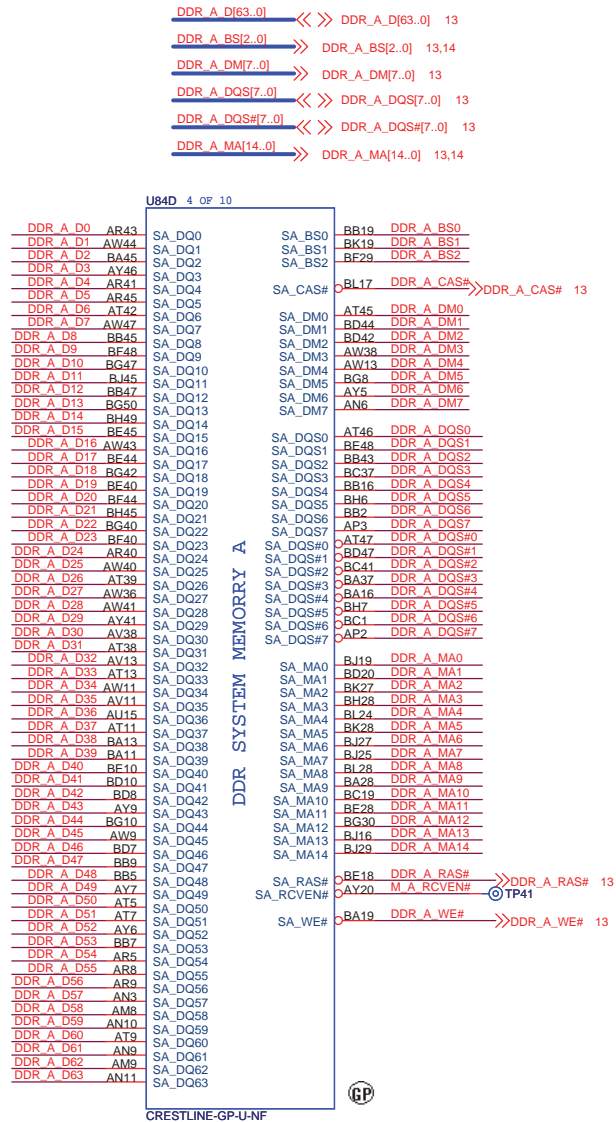 DDR_A_D[63..0] DDR_A_D[63..0] 13
DDR_A_BS[2..0] DDR_A_BS[2..0] 13,14
DDR_A_DM[7..0] DDR_A_DM[7..0] 13
DDR_A_DQS[7..0] DDR_A_DQS[7..0] 13
DDR_A_DQS#[7..0] DDR_A_DQS#[7..0] 13
DDR_A_MA[14..0] DDR_A_MA[14..0] 13,14
U84D 4 OF 10
DDR_A_D0 AR43 SA_DQ0
DDR_A_D1 AW44 SA_DQ1
DDR_A_D2 BA45 SA_DQ2
DDR_A_D3 AY46 SA_DQ3
DDR_A_D4 AR41 SA_DQ4
DDR_A_D5 AR45 SA_DQ5
DDR_A_D6 AT42 SA_DQ6
DDR_A_D7 AW47 SA_DQ7
DDR_A_D8 BB45 SA_DQ8
DDR_A_D9 BF48 SA_DQ9
DDR_A_D10 BG47 SA_DQ10
DDR_A_D11 BJ45 SA_DQ11
DDR_A_D12 BB47 SA_DQ12
DDR_A_D13 BG50 SA_DQ13
DDR_A_D14 BH49 SA_DQ14
DDR_A_D15 BE45 SA_DQ15
DDR_A_D16 AW43 SA_DQ16
DDR_A_D17 BE44 SA_DQ17
DDR_A_D18 BG42 SA_DQ18
DDR_A_D19 BE40 SA_DQ19
DDR_A_D20 BF44 SA_DQ20
DDR_A_D21 BH45 SA_DQ21
DDR_A_D22 BG40 SA_DQ22
DDR_A_D23 BF40 SA_DQ23
DDR_A_D24 AR40 SA_DQ24
DDR_A_D25 AW40 SA_DQ25
DDR_A_D26 AT39 SA_DQ26
DDR_A_D27 AW36 SA_DQ27
DDR_A_D28 AW41 SA_DQ28
DDR_A_D29 AY41 SA_DQ29
DDR_A_D30 AV38 SA_DQ30
DDR_A_D31 AT38 SA_DQ31
DDR_A_D32 AV13 SA_DQ32
DDR_A_D33 AT13 SA_DQ33
DDR_A_D34 AW11 SA_DQ34
DDR_A_D35 AV11 SA_DQ35
DDR_A_D36 AU15 SA_DQ36
DDR_A_D37 AT11 SA_DQ37
DDR_A_D38 BA13 SA_DQ38
DDR_A_D39 BA11 SA_DQ39
DDR_A_D40 BE10 SA_DQ40
DDR_A_D41 BD10 SA_DQ41
DDR_A_D42 BD8 SA_DQ42
DDR_A_D43 AY9 SA_DQ43
DDR_A_D44 BG10 SA_DQ44
DDR_A_D45 AW9 SA_DQ45
DDR_A_D46 BD7 SA_DQ46
DDR_A_D47 BB9 SA_DQ47
DDR_A_D48 BB5 SA_DQ48
DDR_A_D49 AY7 SA_DQ49
DDR_A_D50 AT5 SA_DQ50
DDR_A_D51 AT7 SA_DQ51
DDR_A_D52 AY6 SA_DQ52
DDR_A_D53 BB7 SA_DQ53
DDR_A_D54 AR5 SA_DQ54
DDR_A_D55 AR8 SA_DQ55
DDR_A_D56 AR9 SA_DQ56
DDR_A_D57 AN3 SA_DQ57
DDR_A_D58 AM8 SA_DQ58
DDR_A_D59 AN10 SA_DQ59
DDR_A_D60 AT9 SA_DQ60
DDR_A_D61 AN9 SA_DQ61
DDR_A_D62 AM9 SA_DQ62
DDR_A_D63 AN11 SA_DQ63
DDR SYSTEM MEMORRY A
SA_BS0 BB19 DDR_A_BS0
SA_BS1 BK19 DDR_A_BS1
SA_BS2 BF29 DDR_A_BS2
SA_CAS# BL17 DDR_A_CAS# DDR_A_CAS# 13
SA_DM0 AT45 DDR_A_DM0
SA_DM1 BD44 DDR_A_DM1
SA_DM2 BD42 DDR_A_DM2
SA_DM3 AW38 DDR_A_DM3
SA_DM4 AW13 DDR_A_DM4
SA_DM5 BG8 DDR_A_DM5
SA_DM6 AY5 DDR_A_DM6
SA_DM7 AN6 DDR_A_DM7
SA_DQS0 AT46 DDR_A_DQS0
SA_DQS1 BE48 DDR_A_DQS1
SA_DQS2 BB43 DDR_A_DQS2
SA_DQS3 BC37 DDR_A_DQS3
SA_DQS4 BB16 DDR_A_DQS4
SA_DQS5 BH6 DDR_A_DQS5
SA_DQS6 BB2 DDR_A_DQS6
SA_DQS7 AP3 DDR_A_DQS7
SA_DQS#0 AT47 DDR_A_DQS#0
SA_DQS#1 BD47 DDR_A_DQS#1
SA_DQS#2 BC41 DDR_A_DQS#2
SA_DQS#3 BA37 DDR_A_DQS#3
SA_DQS#4 BA16 DDR_A_DQS#4
SA_DQS#5 BH7 DDR_A_DQS#5
SA_DQS#6 BC1 DDR_A_DQS#6
SA_DQS#7 AP2 DDR_A_DQS#7
SA_MA0 BJ19 DDR_A_MA0
SA_MA1 BD20 DDR_A_MA1
SA_MA2 BK27 DDR_A_MA2
SA_MA3 BH28 DDR_A_MA3
SA_MA4 BL24 DDR_A_MA4
SA_MA5 BK28 DDR_A_MA5
SA_MA6 BJ27 DDR_A_MA6
SA_MA7 BJ25 DDR_A_MA7
SA_MA8 BL28 DDR_A_MA8
SA_MA9 BA28 DDR_A_MA9
SA_MA10 BC19 DDR_A_MA10
SA_MA11 BE28 DDR_A_MA11
SA_MA12 BG30 DDR_A_MA12
SA_MA13 BJ16 DDR_A_MA13
SA_MA14 BJ29 DDR_A_MA14
SA_RAS# BE18 DDR_A_RAS# DDR_A_RAS# 13
SA_RCVEN# AY20 M_A_RCVEN# TP41
SA_WE# BA19 DDR_A_WE# DDR_A_WE# 13
GP
CRESTLINE-GP-U-NF